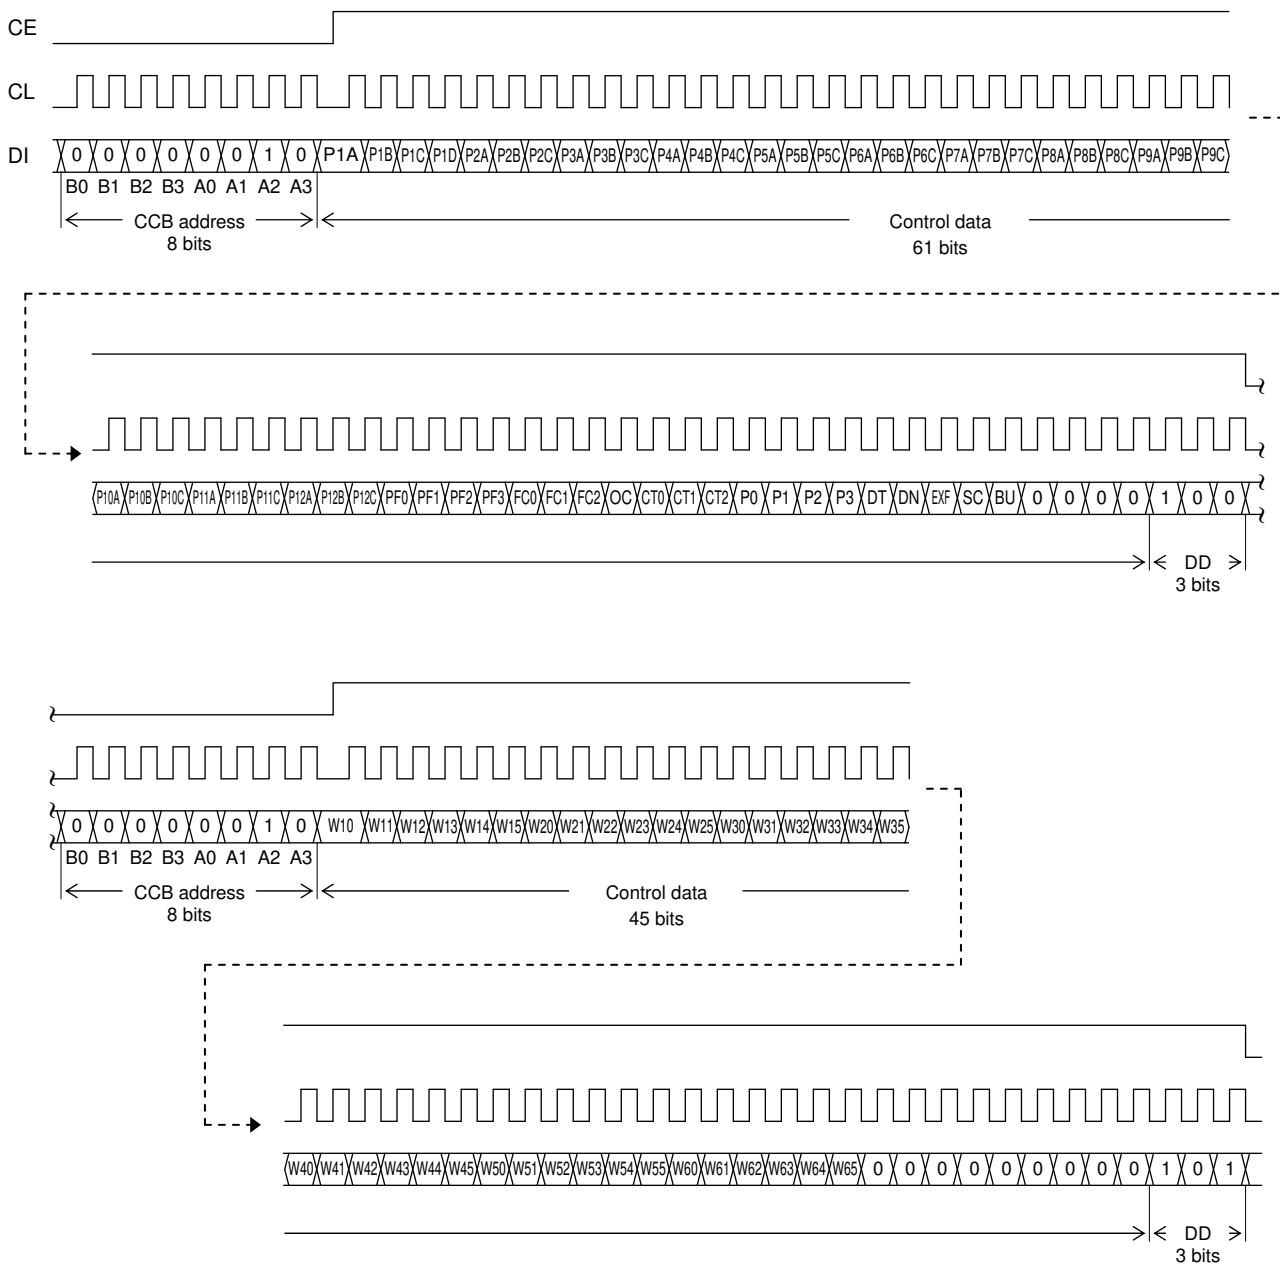 CE
CL
DI 0 0 0 0 0 0 1 0 P1A P1B P1C P1D P2A P2B P2C P3A P3B P3C P4A P4B P4C P5A P5B P5C P6A P6B P6C P7A P7B P7C P8A P8B P8C P9A P9B P9C
B0 B1 B2 B3 A0 A1 A2 A3
CCB address Control data
8 bits 61 bits
P10A P10B P10C P11A P11B P11C P12A P12B P12C PF0 PF1 PF2 PF3 FC0 FC1 FC2 OC CT0 CT1 CT2 P0 P1 P2 P3 DT DN EXF SC BU 0 0 0 0 1 0 0
DD
3 bits
0 0 0 0 0 0 1 0 W10 W11 W12 W13 W14 W15 W20 W21 W22 W23 W24 W25 W30 W31 W32 W33 W34 W35
B0 B1 B2 B3 A0 A1 A2 A3
CCB address Control data
8 bits 45 bits
W40 W41 W42 W43 W44 W45 W50 W51 W52 W53 W54 W55 W60 W61 W62 W63 W64 W65 0 0 0 0 0 0 0 0 0 1 0 1
DD
3 bits